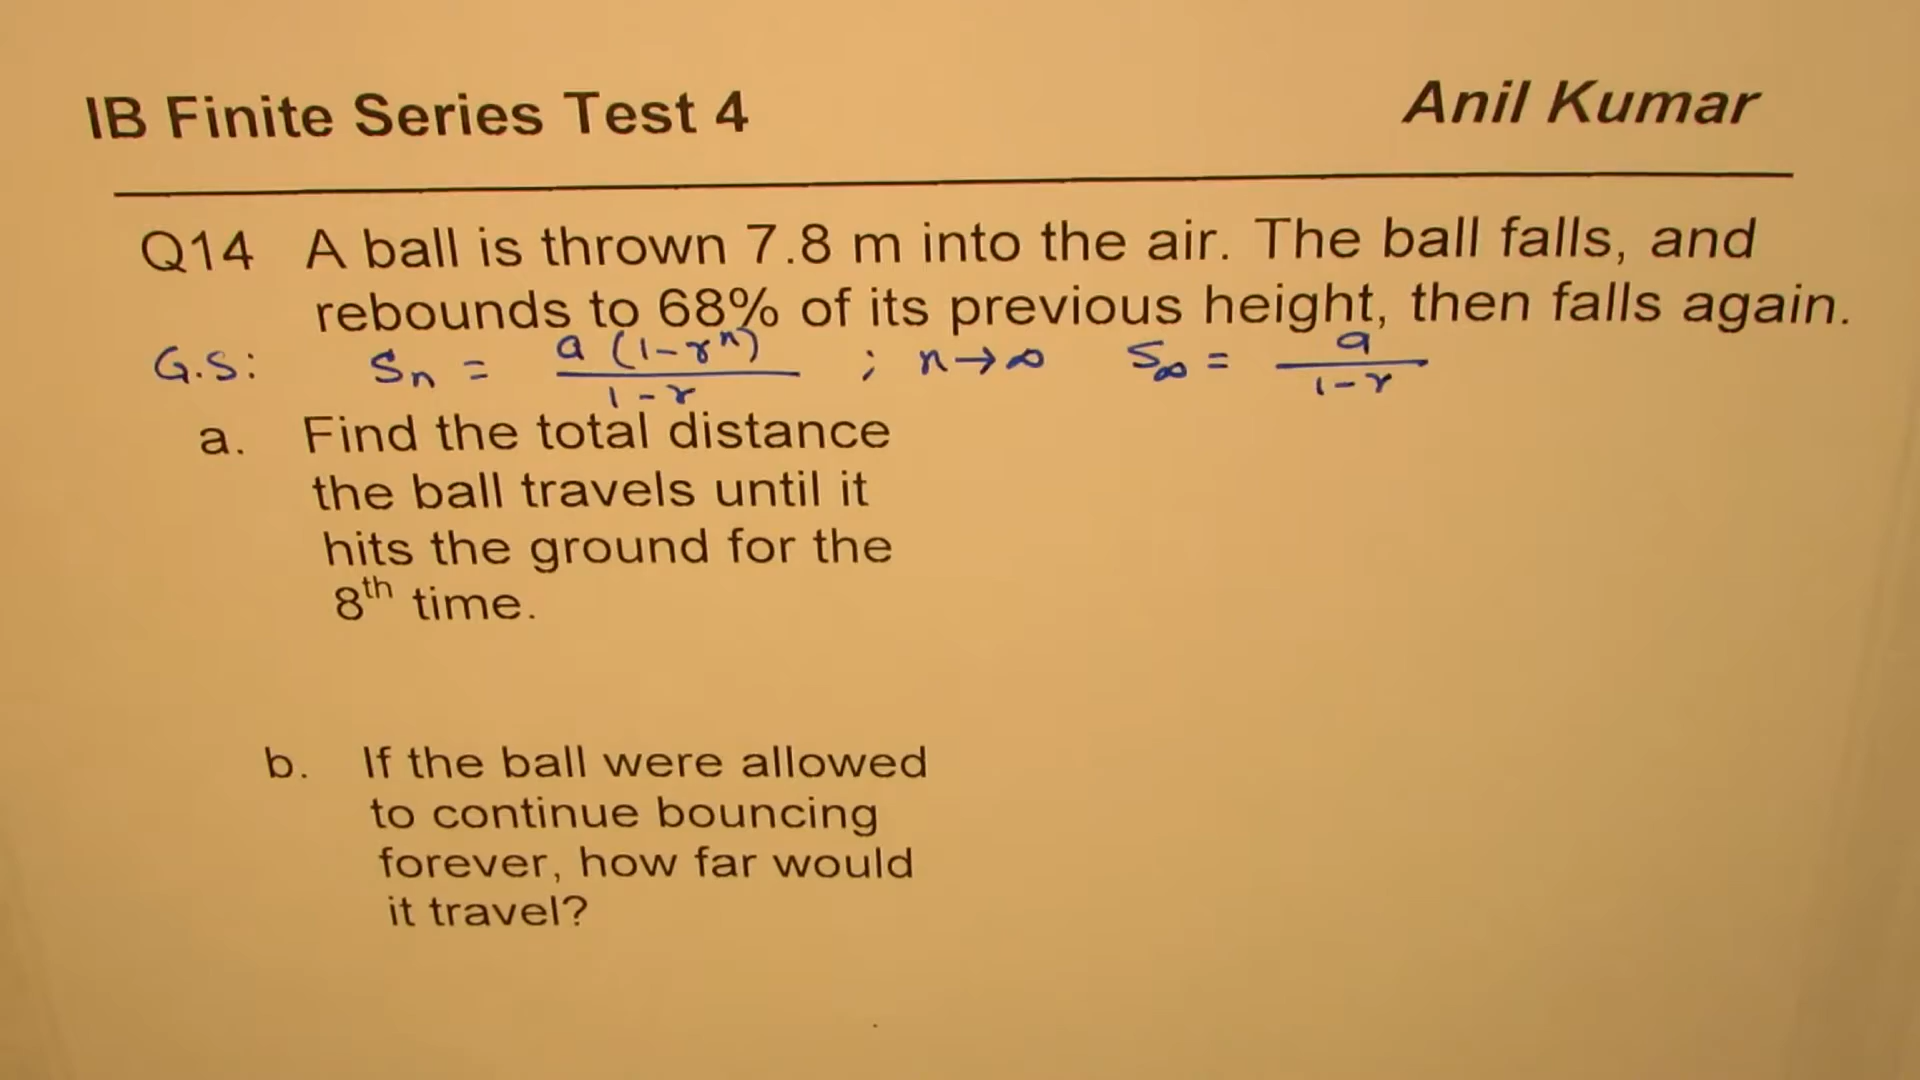 IB Finite Series Test 4
Anil Kumar
Q14 A ball is thrown 7.8 m into the air. The ball falls, and
rebounds to 68% of its previous height, then falls again.
G.S: Sn = a (1-r^n) / 1-r ; n→∞ S∞ = a / 1-r
a. Find the total distance
the ball travels until it
hits the ground for the
8th time.
b. If the ball were allowed
to continue bouncing
forever, how far would
it travel?